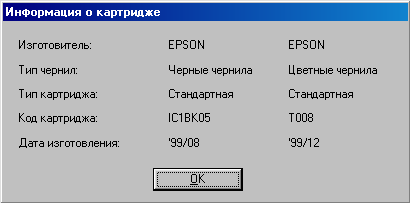 Информация о картридже
Изготовитель: EPSON EPSON
Тип чернил: Черные чернила Цветные чернила
Тип картриджа: Стандартная Стандартная
Код картриджа: IC1BK05 T008
Дата изготовления: '99/08 '99/12
OK